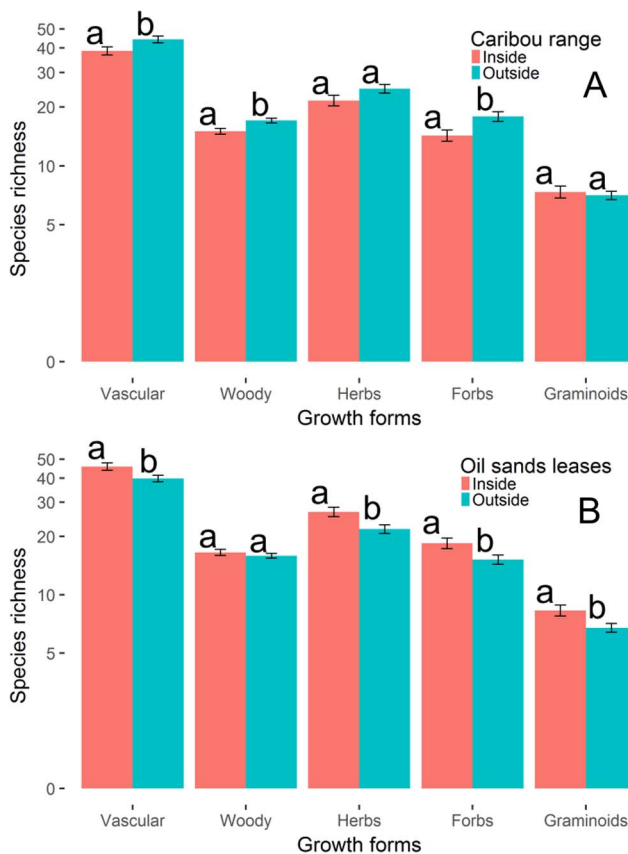 50
40
30
20
10
5
0
Species richness
a b a b a a a b a a
Caribou range
Inside
Outside
A
Vascular Woody Herbs Forbs Graminoids
Growth forms
50
40
30
20
10
5
0
Species richness
a b a a a b a b a b
Oil sands leases
Inside
Outside
B
Vascular Woody Herbs Forbs Graminoids
Growth forms